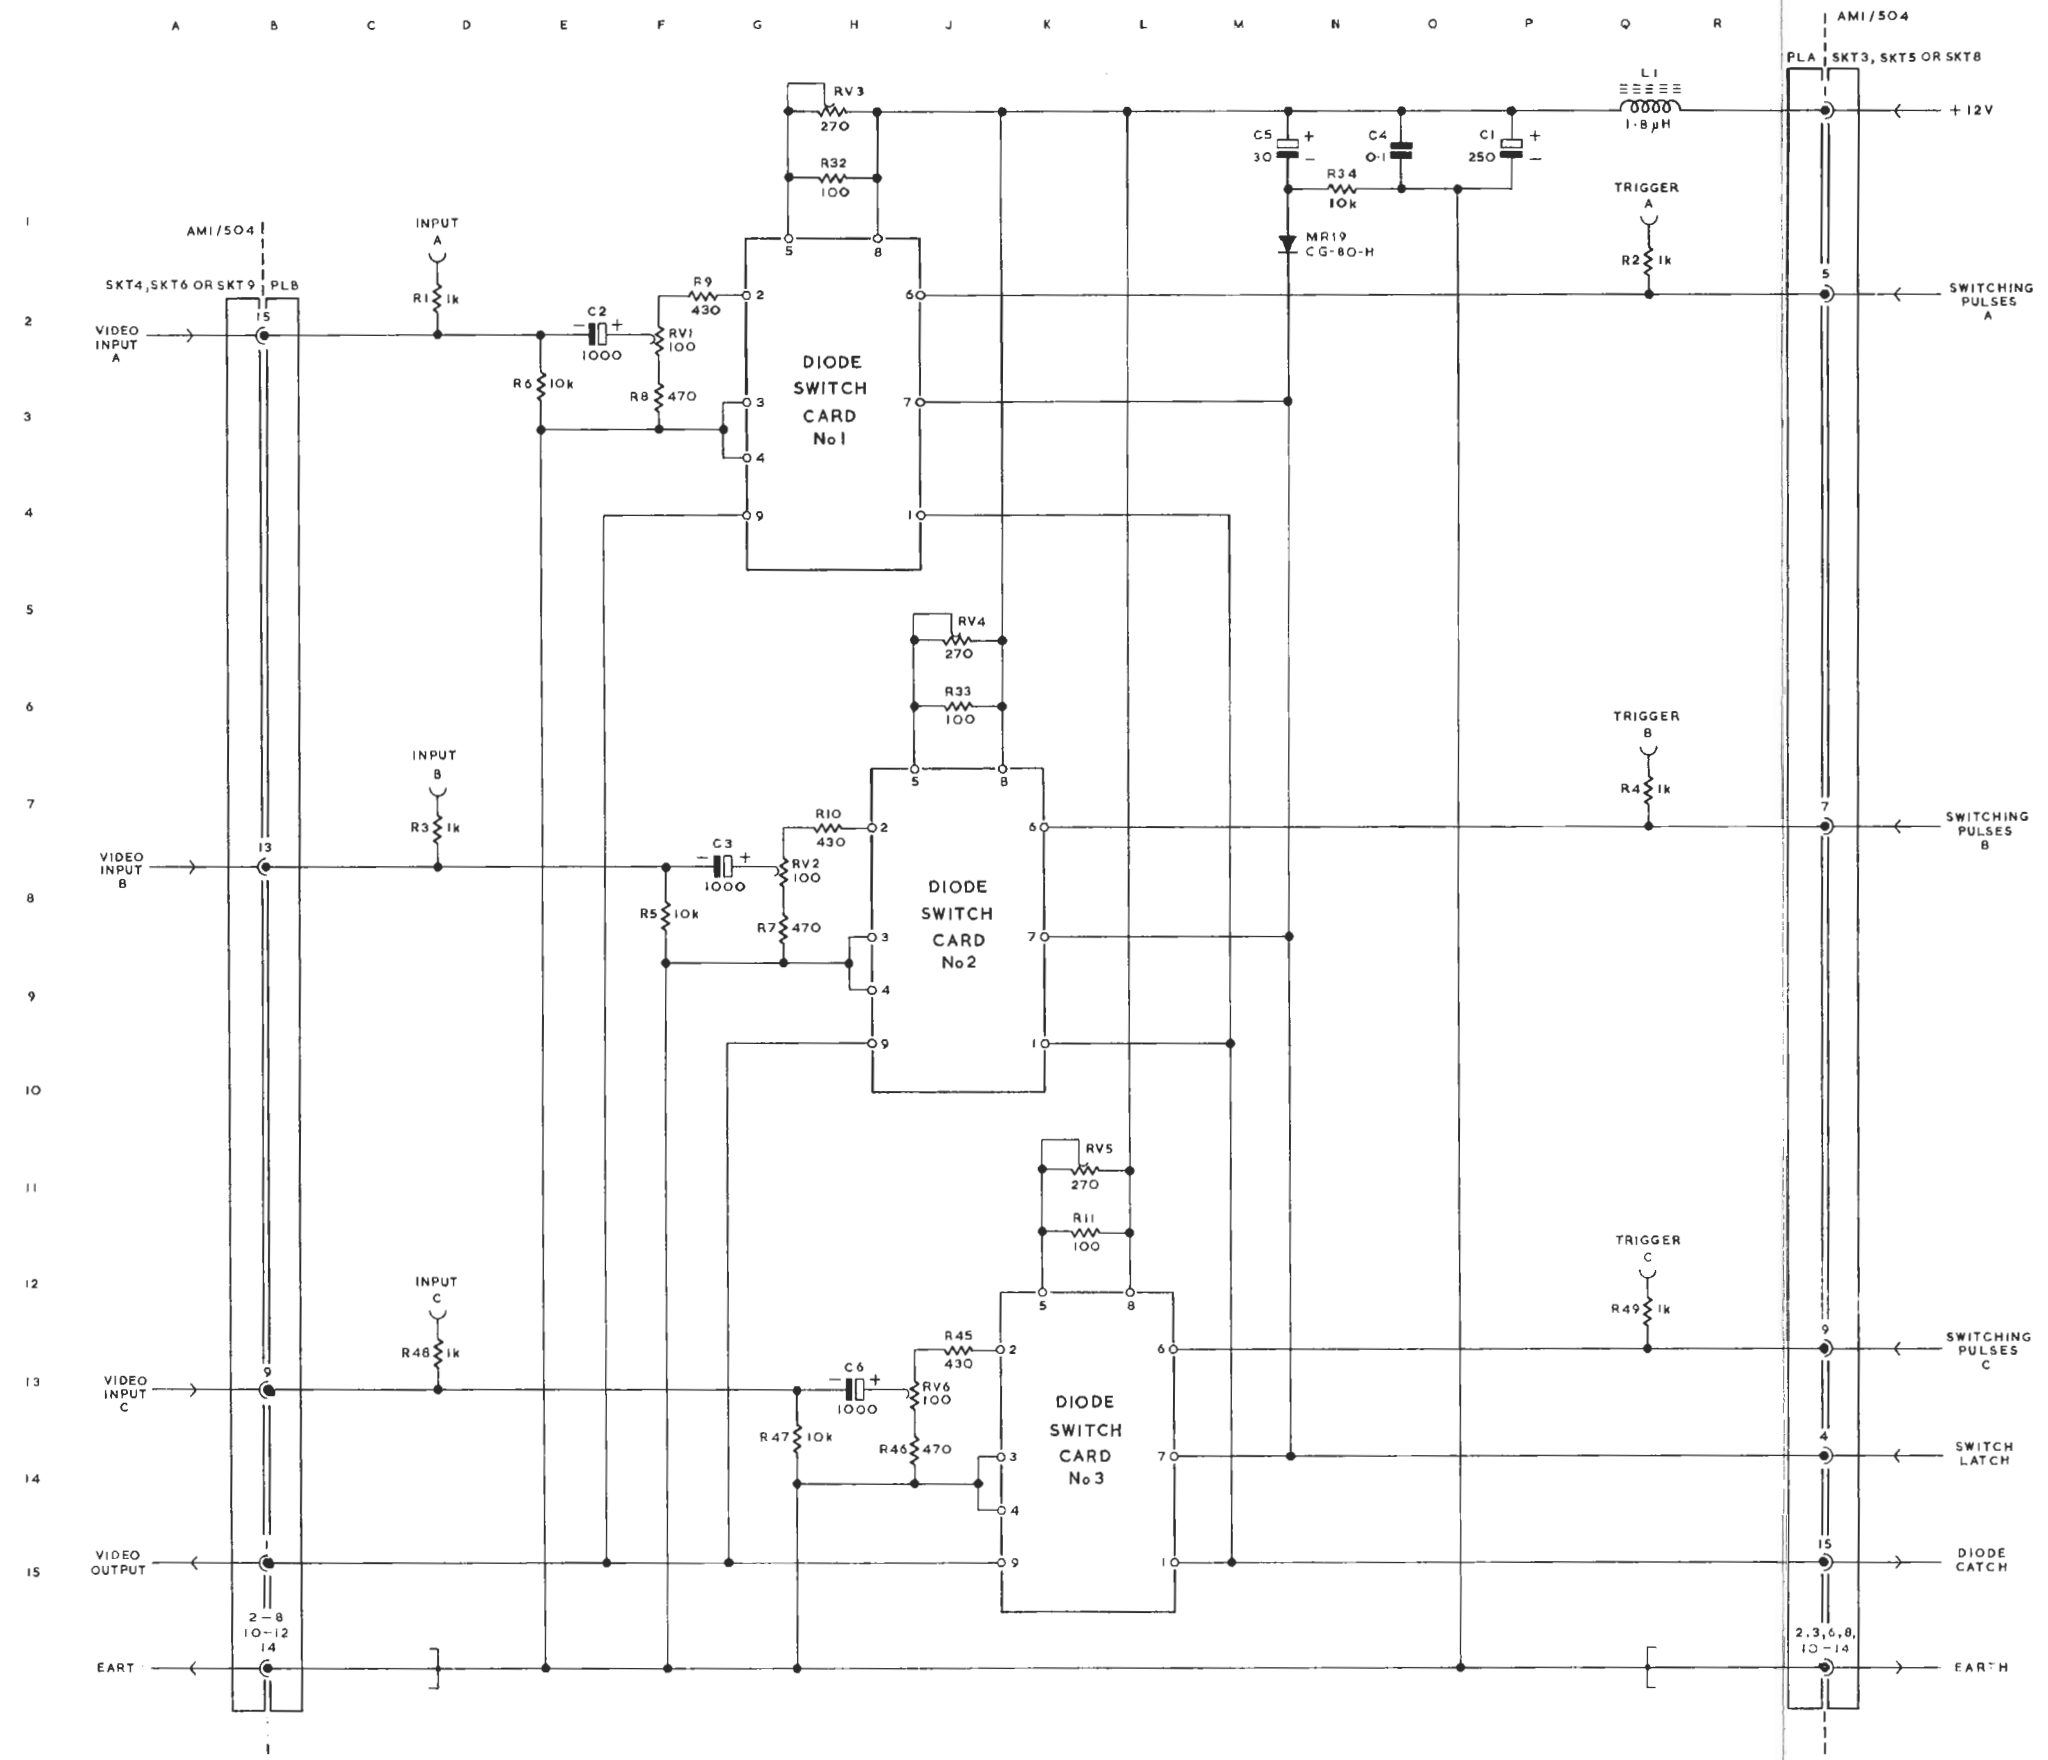 A B C D E F G H J K L M N O P Q R
AMI/504
PLA
SKT3, SKT5 OR SKT8
L1
1·8 µH
+12V
RV3
270
R32
100
C5
30
+
−
C4
0·1
C1
250
+
−
R34
10k
MR19
CG-80-H
TRIGGER
A
R2 1k
5
SWITCHING
PULSES
A
1
AMI/504
SKT4, SKT6 OR SKT9 PLB
INPUT
A
R1 1k
15
2
VIDEO
INPUT
A
C2
− +
1000
R9
430
RV1
100
R6 10k
R8 470
3
5 8
2 6
3 7
4
9 1
DIODE
SWITCH
CARD
No1
4
5
RV4
270
R33
100
6
TRIGGER
B
R4 1k
7
SWITCHING
PULSES
B
INPUT
B
R3 1k
7
13
VIDEO
INPUT
B
C3
− +
1000
R10
430
RV2
100
R5 10k
R7 470
8
5 8
2 6
3 7
4
9 1
DIODE
SWITCH
CARD
No2
9
10
RV5
270
R11
100
11
TRIGGER
C
R49 1k
9
SWITCHING
PULSES
C
12
INPUT
C
R48 1k
9
13
VIDEO
INPUT
C
C6
− +
1000
R45
430
RV6
100
R47 10k
R46 470
5 8
2 6
3 7
4
9 1
DIODE
SWITCH
CARD
No3
4
SWITCH
LATCH
14
VIDEO
OUTPUT
15
15
DIODE
CATCH
2–8
10–12
14
EART
2,3,6,8,
10–14
EARTH